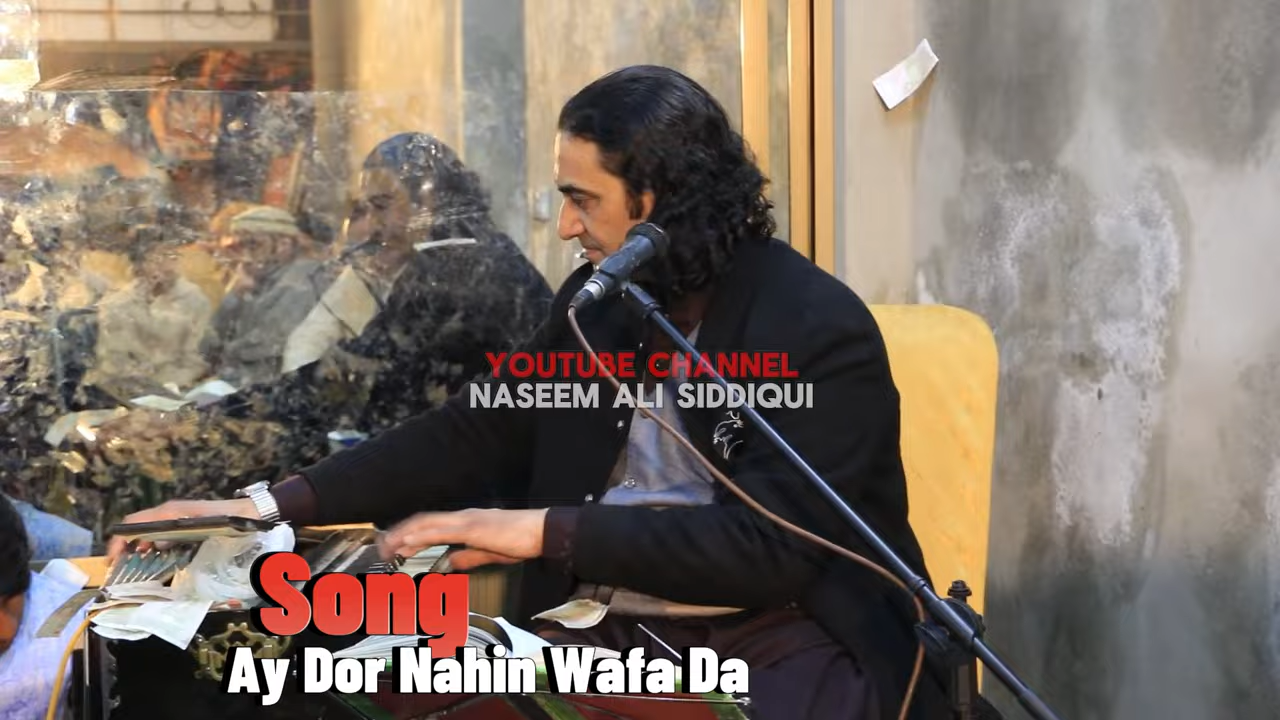 YOUTUBE CHANNEL
NASEEM ALI SIDDIQUI
Song
Ay Dor Nahin Wafa Da